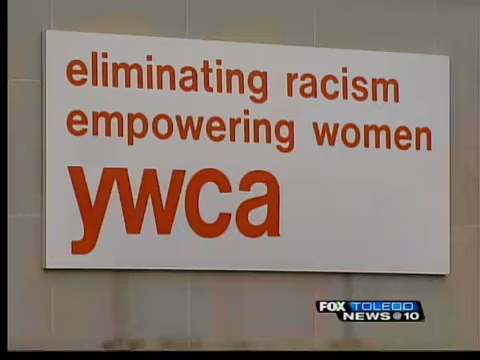 eliminating racism
empowering women
ywca
FOX TOLEDO
NEWS@10